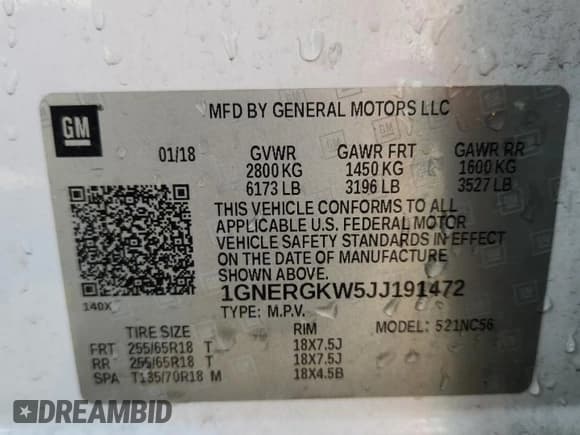 GM
MFD BY GENERAL MOTORS LLC
01/18 GVWR GAWR FRT GAWR RR
2800 KG 1450 KG 1600 KG
6173 LB 3196 LB 3527 LB
THIS VEHICLE CONFORMS TO ALL
APPLICABLE U.S. FEDERAL MOTOR
VEHICLE SAFETY STANDARDS IN EFFECT
ON THE DATE OF MANUFACTURE
SHOWN ABOVE.
140X
1GNERGKW5JJ191472
TYPE: M.P.V. MODEL: 521NC56
TIRE SIZE RIM
FRT 255/65R18 T 18X7.5J
RR 255/65R18 T 18X7.5J
SPA T135/70R18 M 18X4.5B
DREAMBID